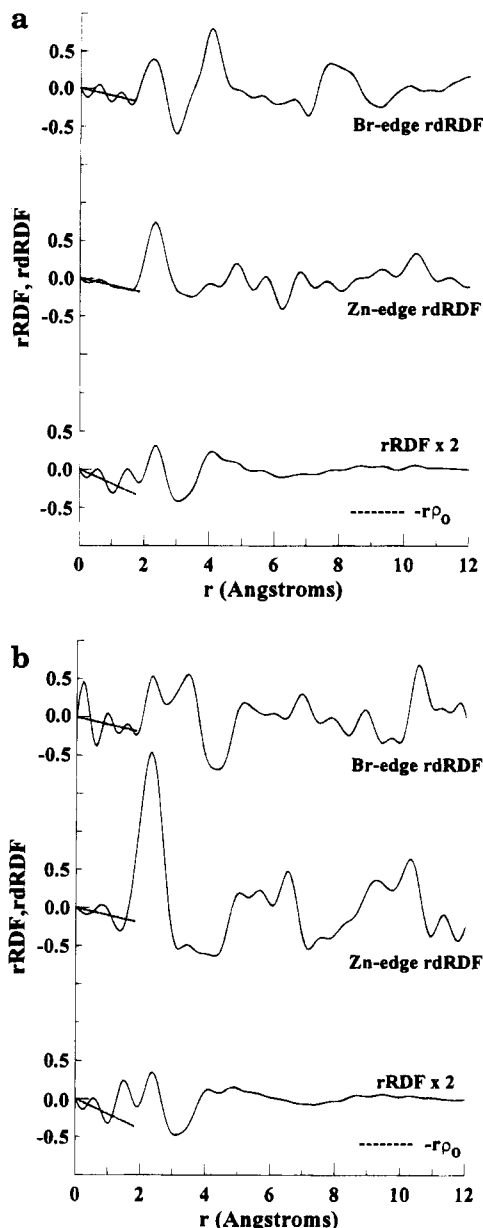 a
0.5
0.0
-0.5
Br-edge rdRDF
0.5
0.0
-0.5
Zn-edge rdRDF
rRDF, rdRDF
rRDF x 2
0.5
0.0
-0.5
-rρo
0 2 4 6 8 10 12
r (Angstroms)
b
0.5
0.0
-0.5
Br-edge rdRDF
rRDF,rdRDF
0.5
0.0
-0.5
Zn-edge rdRDF
rRDF x 2
0.5
0.0
-0.5
-rρo
0 2 4 6 8 10 12
r (Angstroms)